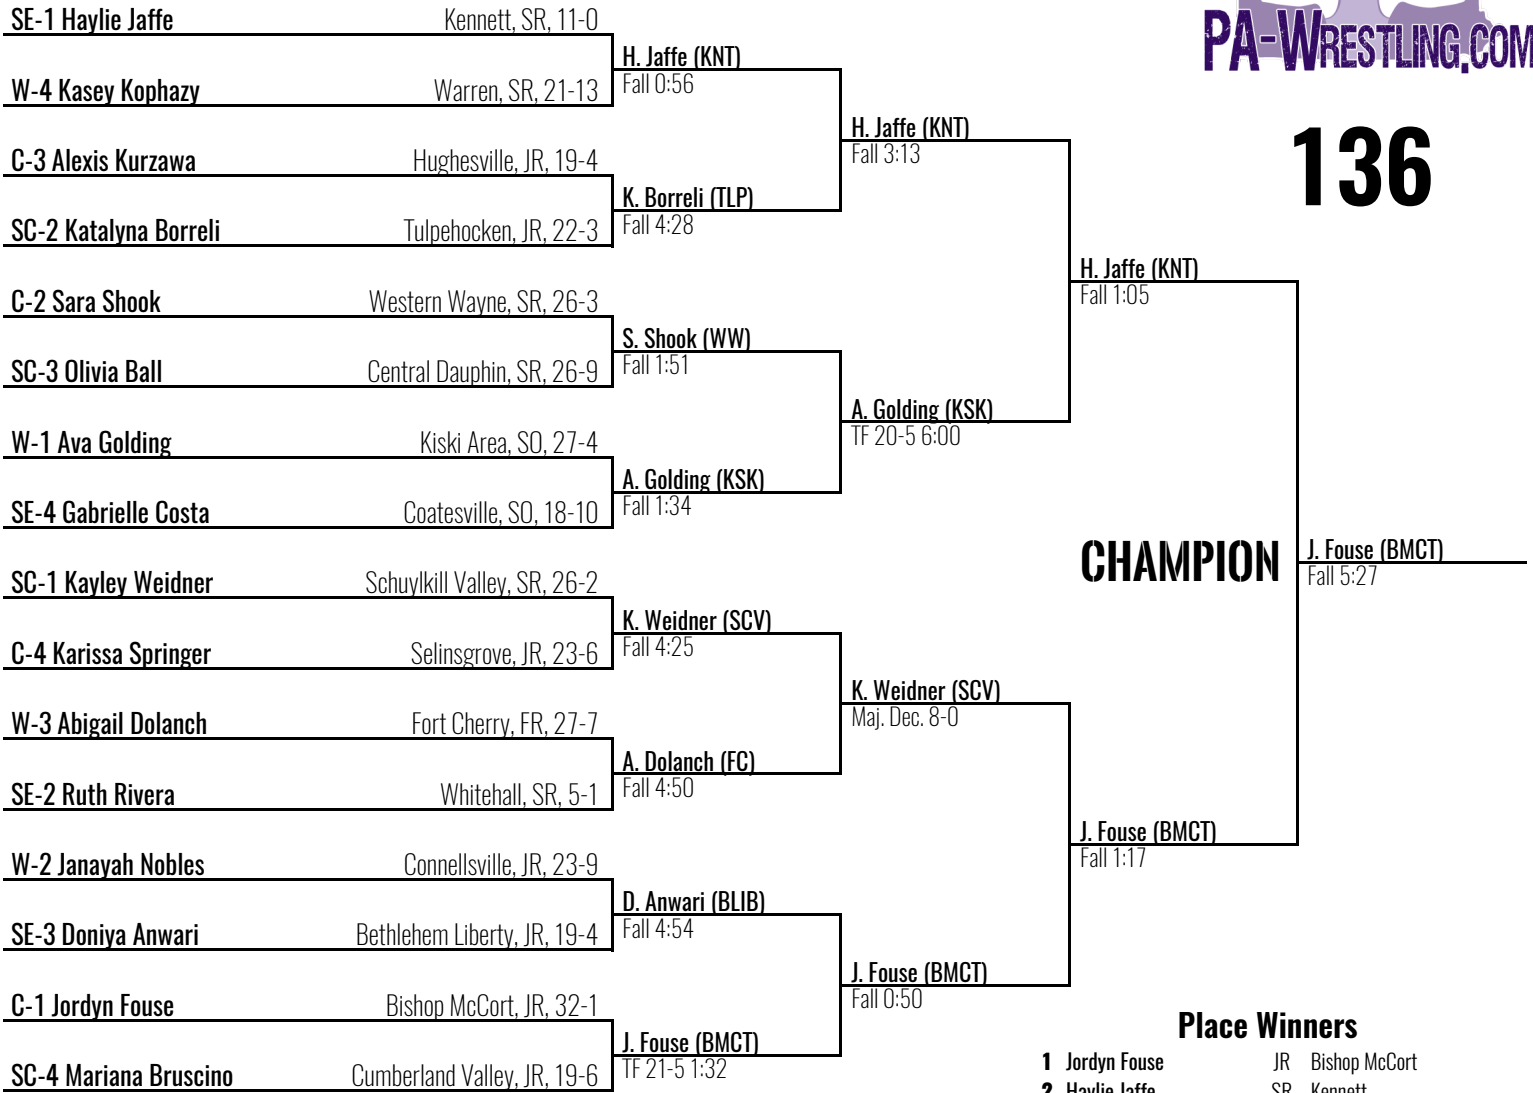 SE-1 Haylie Jaffe Kennett, SR, 11-0
H. Jaffe (KNT)
Fall 0:56
W-4 Kasey Kophazy Warren, SR, 21-13
H. Jaffe (KNT)
Fall 3:13
C-3 Alexis Kurzawa Hughesville, JR, 19-4
K. Borreli (TLP)
Fall 4:28
SC-2 Katalyna Borreli Tulpehocken, JR, 22-3
H. Jaffe (KNT)
Fall 1:05
C-2 Sara Shook Western Wayne, SR, 26-3
S. Shook (WW)
Fall 1:51
SC-3 Olivia Ball Central Dauphin, SR, 26-9
A. Golding (KSK)
TF 20-5 6:00
W-1 Ava Golding Kiski Area, SO, 27-4
A. Golding (KSK)
Fall 1:34
SE-4 Gabrielle Costa Coatesville, SO, 18-10
CHAMPION
J. Fouse (BMCT)
Fall 5:27
SC-1 Kayley Weidner Schuylkill Valley, SR, 26-2
K. Weidner (SCV)
Fall 4:25
C-4 Karissa Springer Selinsgrove, JR, 23-6
K. Weidner (SCV)
Maj. Dec. 8-0
W-3 Abigail Dolanch Fort Cherry, FR, 27-7
A. Dolanch (FC)
Fall 4:50
SE-2 Ruth Rivera Whitehall, SR, 5-1
J. Fouse (BMCT)
Fall 1:17
W-2 Janayah Nobles Connellsville, JR, 23-9
D. Anwari (BLIB)
Fall 4:54
SE-3 Doniya Anwari Bethlehem Liberty, JR, 19-4
J. Fouse (BMCT)
Fall 0:50
C-1 Jordyn Fouse Bishop McCort, JR, 32-1
J. Fouse (BMCT)
TF 21-5 1:32
SC-4 Mariana Bruscino Cumberland Valley, JR, 19-6
PA-WRESTLING.COM
136
Place Winners
1 Jordyn Fouse JR Bishop McCort
2 Haylie Jaffe SR Kennett